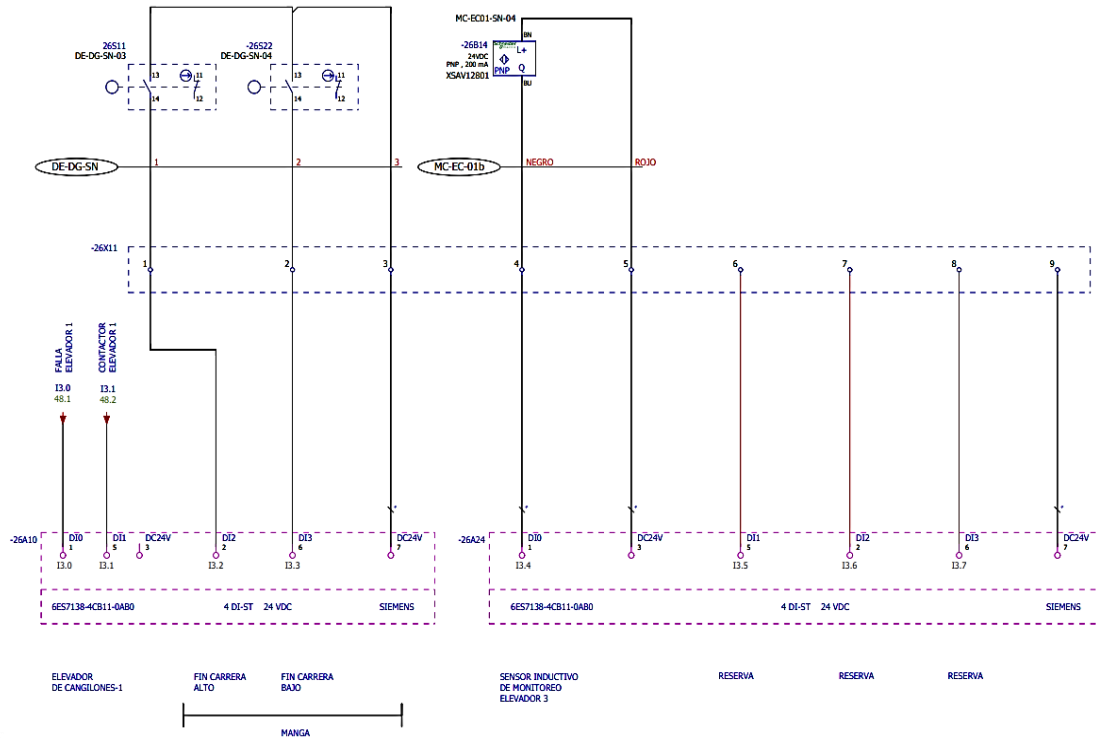 MC-EC01-SN-04
BN
26S11
DE-DG-SN-03
-26S22
DE-DG-SN-04
-26B14
24VDC
PNP , 200 mA
XSAV12801
L+
PNP Q
BU
13
11
14
12
13
11
14
12
DE-DG-SN
1
2
3
MC-EC-01b
NEGRO
ROJO
-26X11
1
2
3
4
5
6
7
8
9
FALLA
ELEVADOR 1
CONTACTOR
ELEVADOR 1
I3.0
48.1
I3.1
48.2
-26A10
DI0
1
DI1
5
DC24V
3
DI2
2
DI3
6
DC24V
7
I3.0
I3.1
I3.2
I3.3
-26A24
DI0
1
DC24V
3
DI1
5
DI2
2
DI3
6
DC24V
7
I3.4
I3.5
I3.6
I3.7
6ES7138-4CB11-0AB0
4 DI-ST 24 VDC
SIEMENS
6ES7138-4CB11-0AB0
4 DI-ST 24 VDC
SIEMENS
ELEVADOR
DE CANGILONES-1
FIN CARRERA
ALTO
FIN CARRERA
BAJO
SENSOR INDUCTIVO
DE MONITOREO
ELEVADOR 3
RESERVA
RESERVA
RESERVA
MANGA